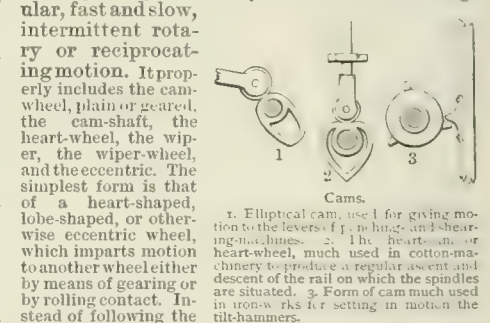 ular, fast and slow,
intermittent rota-
ry or reciprocat-
ing motion. It prop-
erly includes the cam-
wheel, plain or geared,
the cam-shaft, the
heart-wheel, the wip-
er, the wiper-wheel,
and the eccentric. The
simplest form is that
of a heart-shaped,
lobe-shaped, or other-
wise eccentric wheel,
which imparts motion
to another wheel either
by means of gearing or
by rolling contact. In-
stead of following the
1
2
3
Cams.
1. Elliptical cam, used for giving mo-
tion to the levers of punching- and shear-
ing-machines. 2. The heart-cam, or
heart-wheel, much used in cotton-ma-
chinery to produce a regular ascent and
descent of the rail on which the spindles
are situated. 3. Form of cam much used
in iron-works for setting in motion the
tilt-hammers.